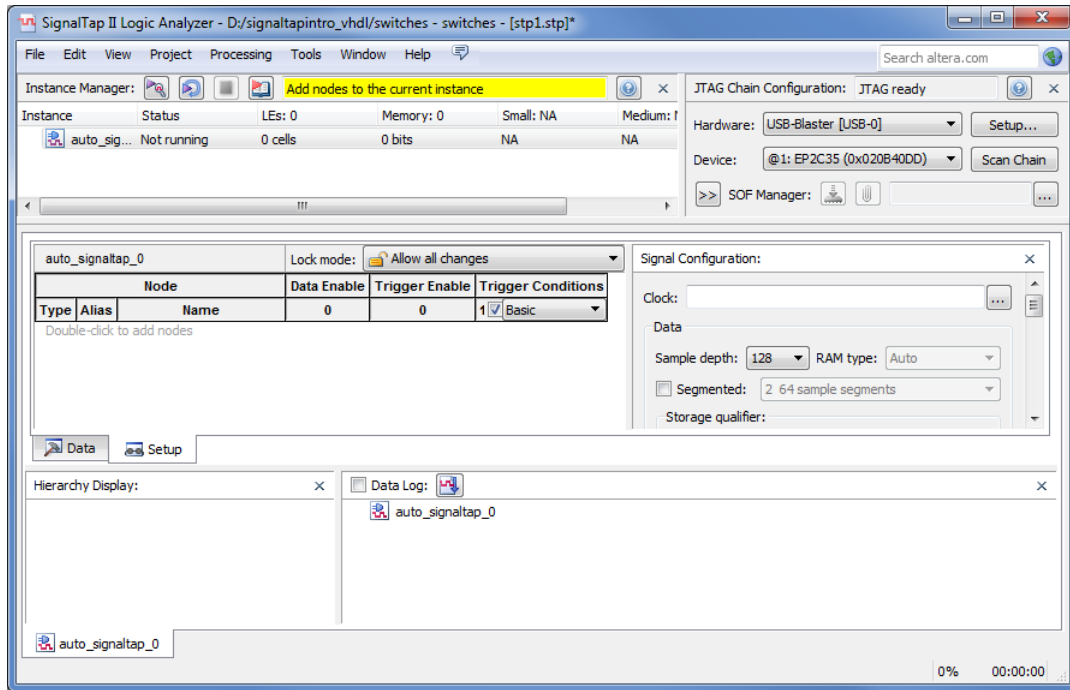 SignalTap II Logic Analyzer - D:/signaltapintro_vhdl/switches - switches - [stp1.stp]*
File Edit View Project Processing Tools Window Help
Search altera.com
Instance Manager: Add nodes to the current instance
Instance Status LEs: 0 Memory: 0 Small: NA Medium:
auto_sig... Not running 0 cells 0 bits NA NA
JTAG Chain Configuration: JTAG ready
Hardware: USB-Blaster [USB-0] Setup...
Device: @1: EP2C35 (0x020B40DD) Scan Chain
>> SOF Manager: ...
auto_signaltap_0 Lock mode: Allow all changes
Node Data Enable Trigger Enable Trigger Conditions
Type Alias Name 0 0 1 Basic
Double-click to add nodes
Signal Configuration:
Clock: ...
Data
Sample depth: 128 RAM type: Auto
Segmented: 2 64 sample segments
Storage qualifier:
Data Setup
Hierarchy Display:
Data Log:
auto_signaltap_0
auto_signaltap_0
0% 00:00:00